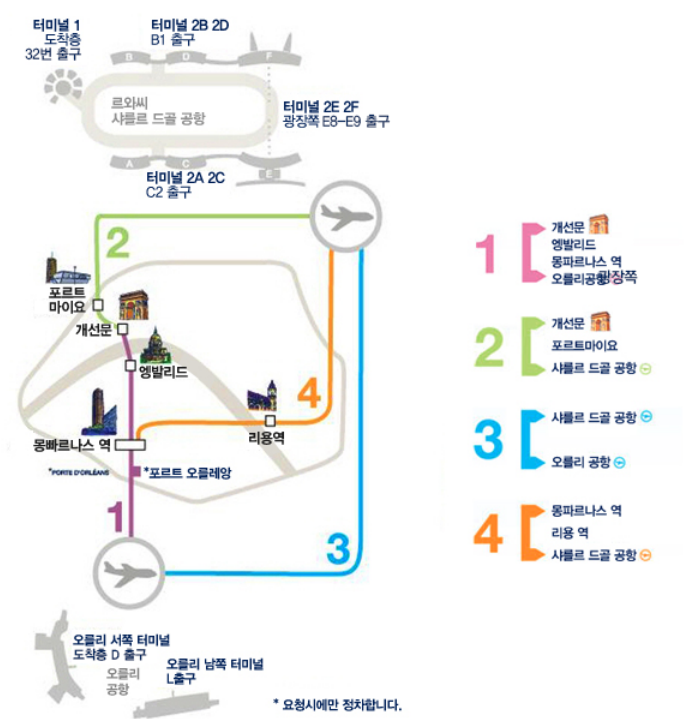 터미널 1
도착층
32번 출구
터미널 2B 2D
B1 출구
B
D
F
르와씨
샤를르 드골 공항
터미널 2E 2F
광장쪽 E8-E9 출구
A
C
E
터미널 2A 2C
C2 출구
2
포르트
마이요
개선문
엥발리드
4
리용역
몽빠르나스 역
*PORTE D'ORLÉANS
*포르트 오를레앙
1
3
오를리 서쪽 터미널
도착층 D 출구
오를리
공항
오를리 남쪽 터미널
L출구
* 요청시에만 정차합니다.
1
개선문
엥발리드
몽파르나스 역
오를리공항 광장쪽
2
개선문
포르트마이요
샤를르 드골 공항
3
샤를르 드골 공항
오를리 공항
4
몽파르나스 역
리용 역
샤를르 드골 공항